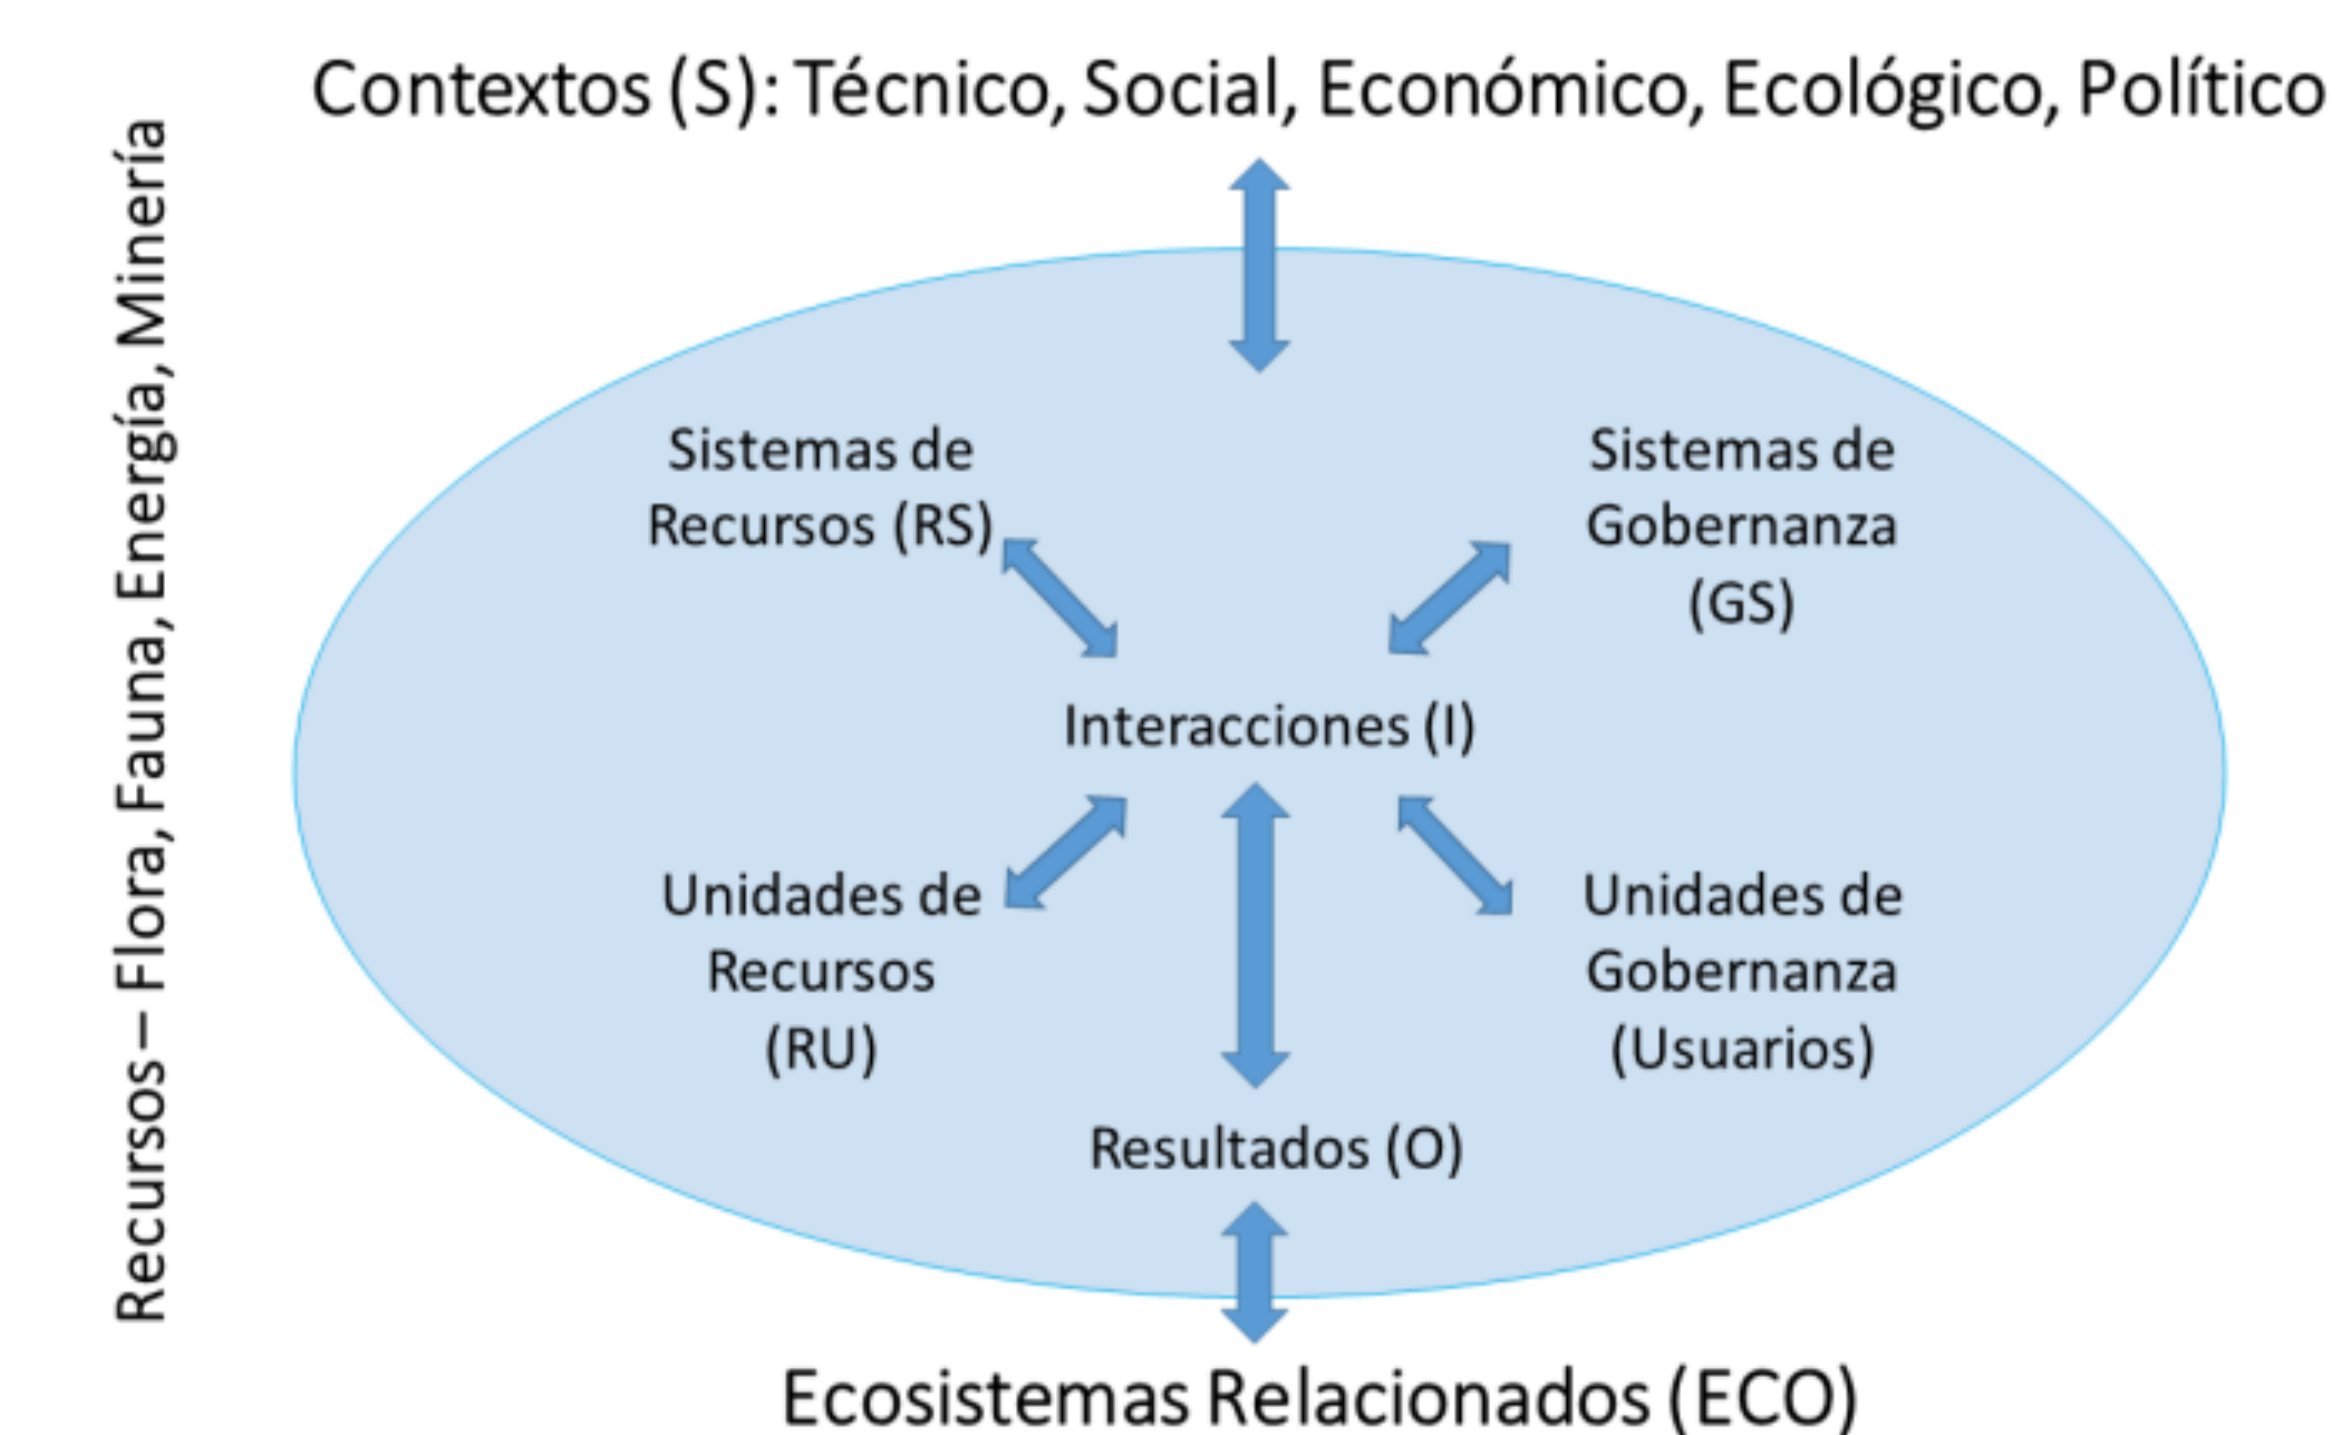 Contextos (S): Técnico, Social, Económico, Ecológico, Político
Recursos– Flora, Fauna, Energía, Minería
Sistemas de
Recursos (RS)
Sistemas de
Gobernanza
(GS)
Interacciones (I)
Unidades de
Recursos
(RU)
Unidades de
Gobernanza
(Usuarios)
Resultados (O)
Ecosistemas Relacionados (ECO)